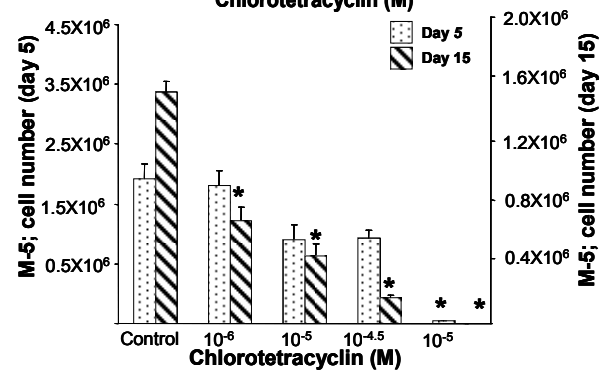 Chlorotetracyclin (M)
4.5X10⁶
3.5X10⁶
2.5X10⁶
1.5X10⁶
0.5X10⁶
M-5; cell number (day 5)
Day 5
Day 15
2.0X10⁶
1.6X10⁶
1.2X10⁶
0.8X10⁶
0.4X10⁶
M-5; cell number (day 15)
*
*
*
* *
Control 10⁻⁶ 10⁻⁵ 10⁻⁴·⁵ 10⁻⁵
Chlorotetracyclin (M)